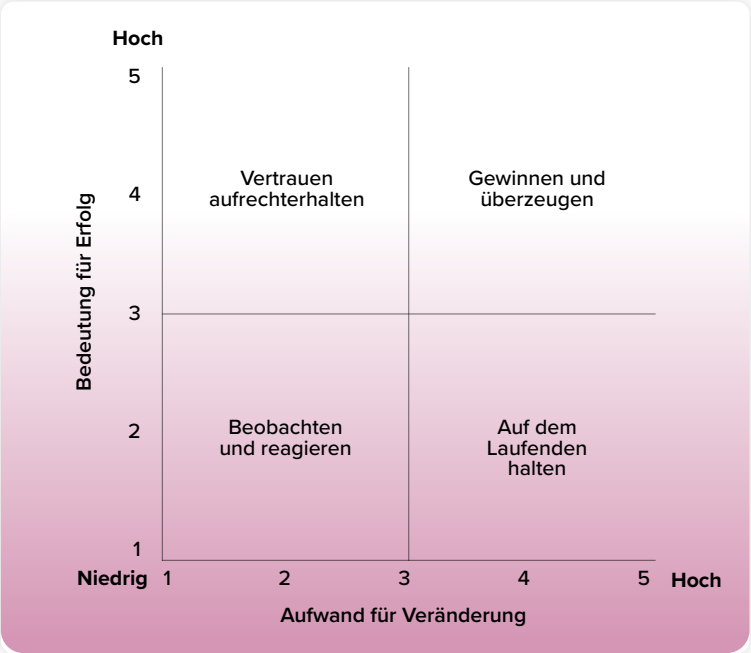 Hoch
5
Vertrauen
aufrechterhalten
Gewinnen und
überzeugen
4
Bedeutung für Erfolg
3
Beobachten
und reagieren
Auf dem
Laufenden
halten
2
1
Niedrig 1 2 3 4 5 Hoch
Aufwand für Veränderung